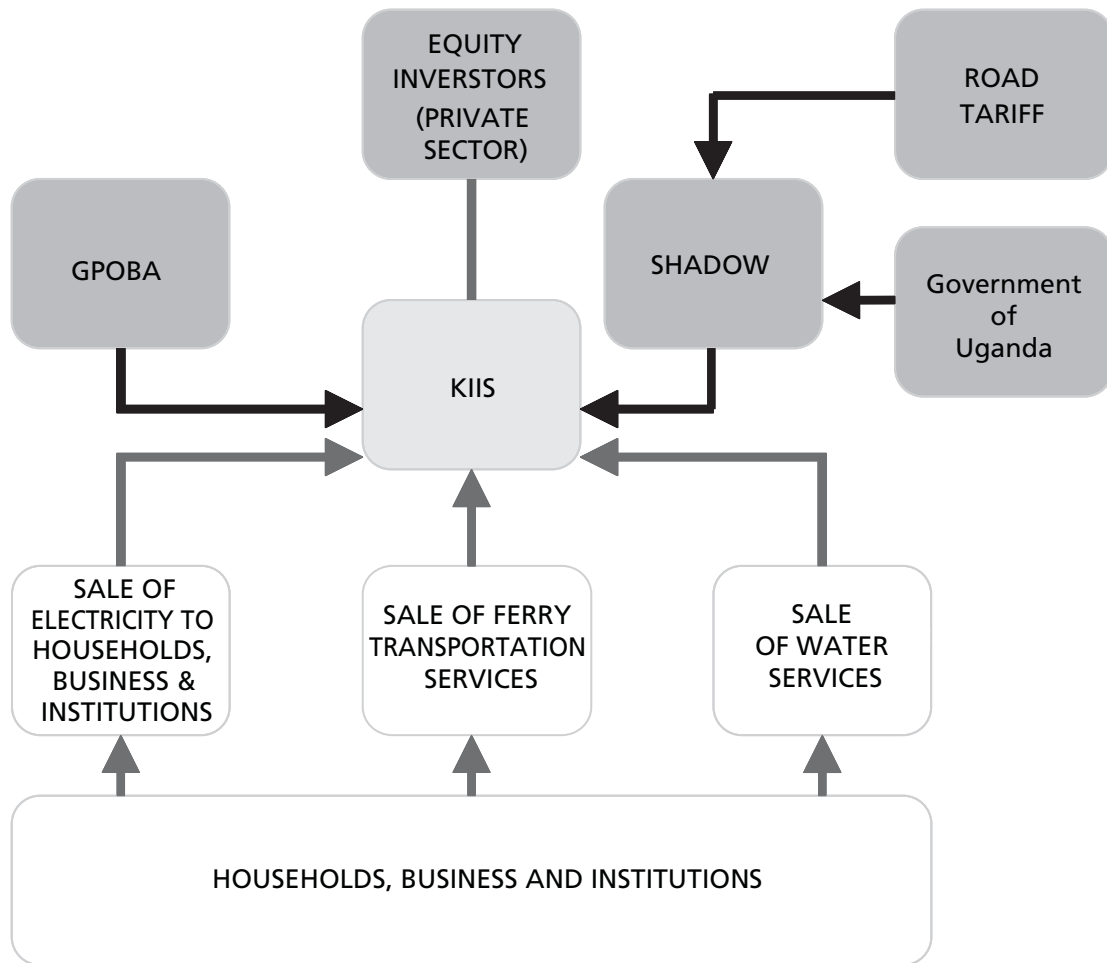 EQUITY
INVERSTORS
(PRIVATE
SECTOR)
ROAD
TARIFF
GPOBA
SHADOW
Government
of
Uganda
KIIS
SALE OF
ELECTRICITY TO
HOUSEHOLDS,
BUSINESS &
INSTITUTIONS
SALE OF FERRY
TRANSPORTATION
SERVICES
SALE
OF WATER
SERVICES
HOUSEHOLDS, BUSINESS AND INSTITUTIONS